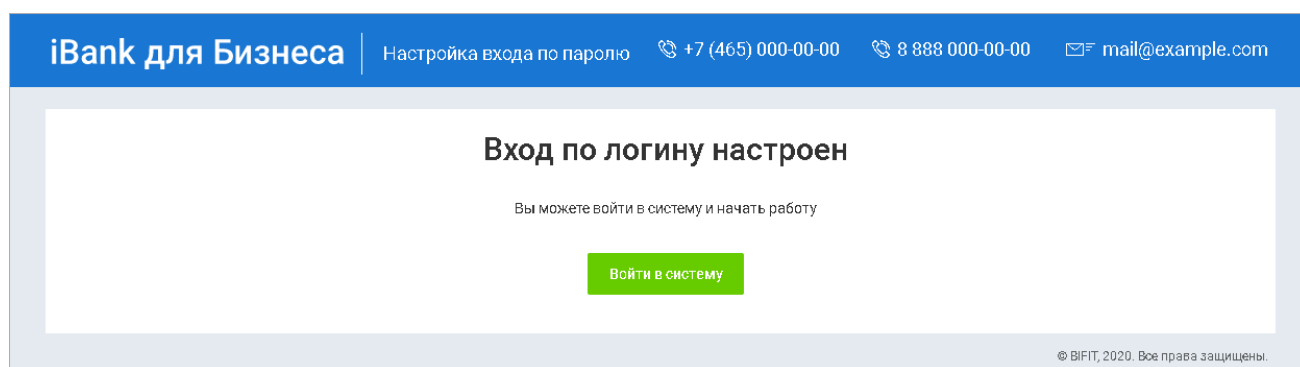 iBank для Бизнеса Настройка входа по паролю +7 (465) 000-00-00 8 888 000-00-00 mail@example.com
Вход по логину настроен
Вы можете войти в систему и начать работу
Войти в систему
© BIFIT, 2020. Все права защищены.